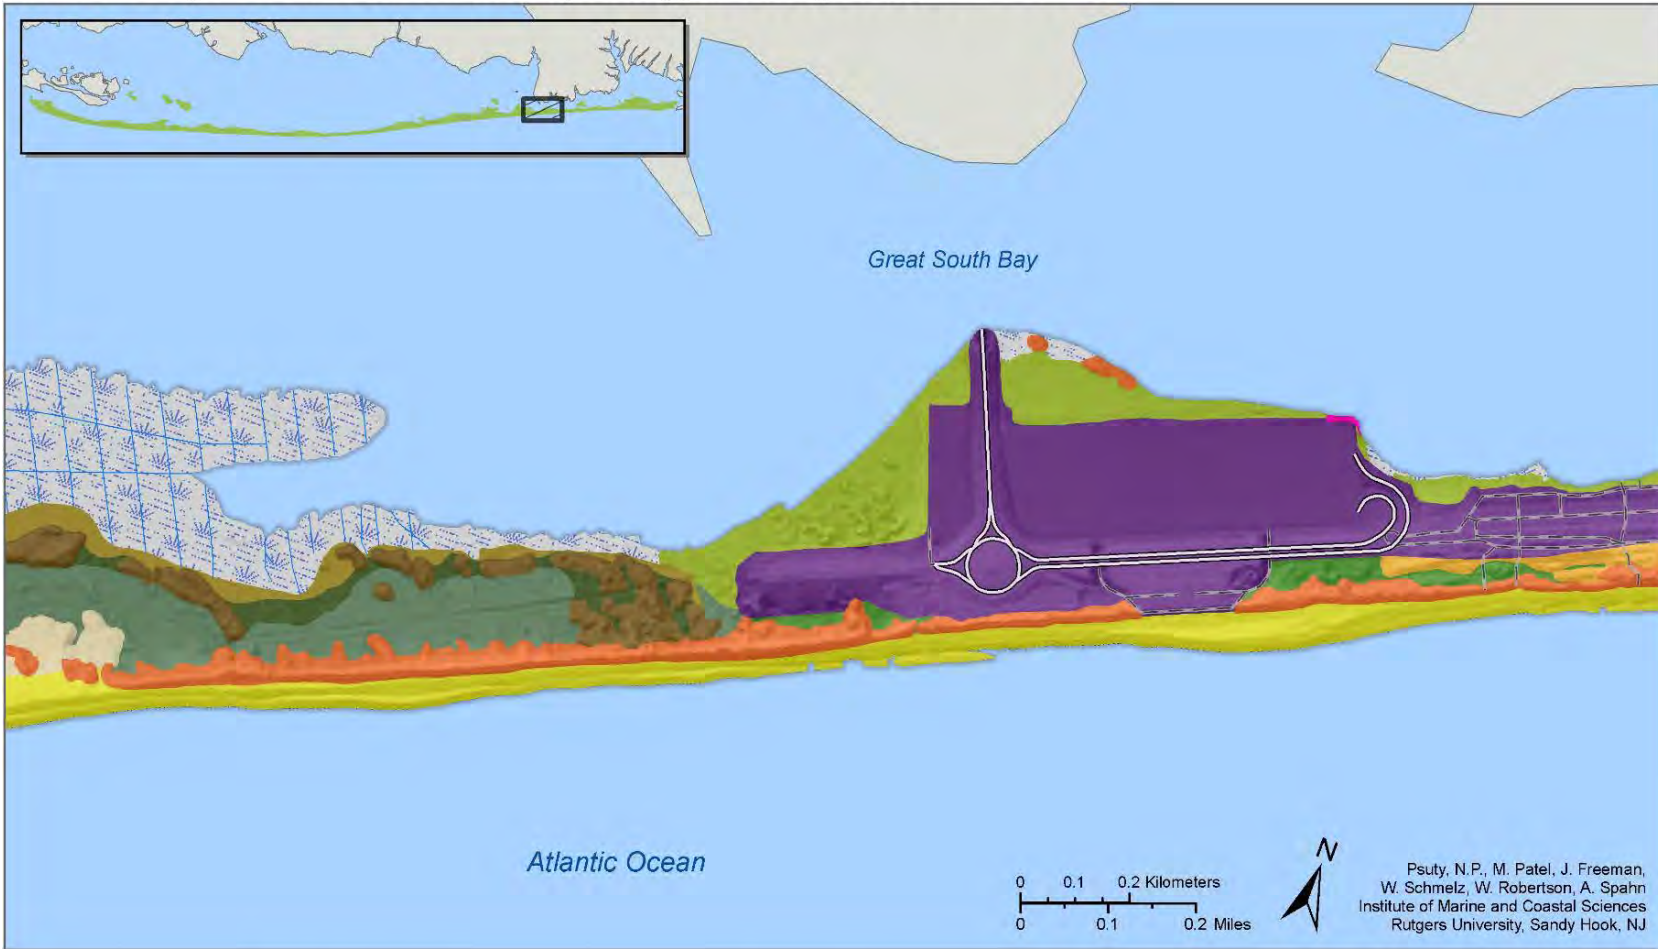 Great South Bay
Atlantic Ocean
0 0.1 0.2 Kilometers
0 0.1 0.2 Miles
N
Psuty, N.P., M. Patel, J. Freeman,
W. Schmelz, W. Robertson, A. Spahn
Institute of Marine and Coastal Sciences
Rutgers University, Sandy Hook, NJ